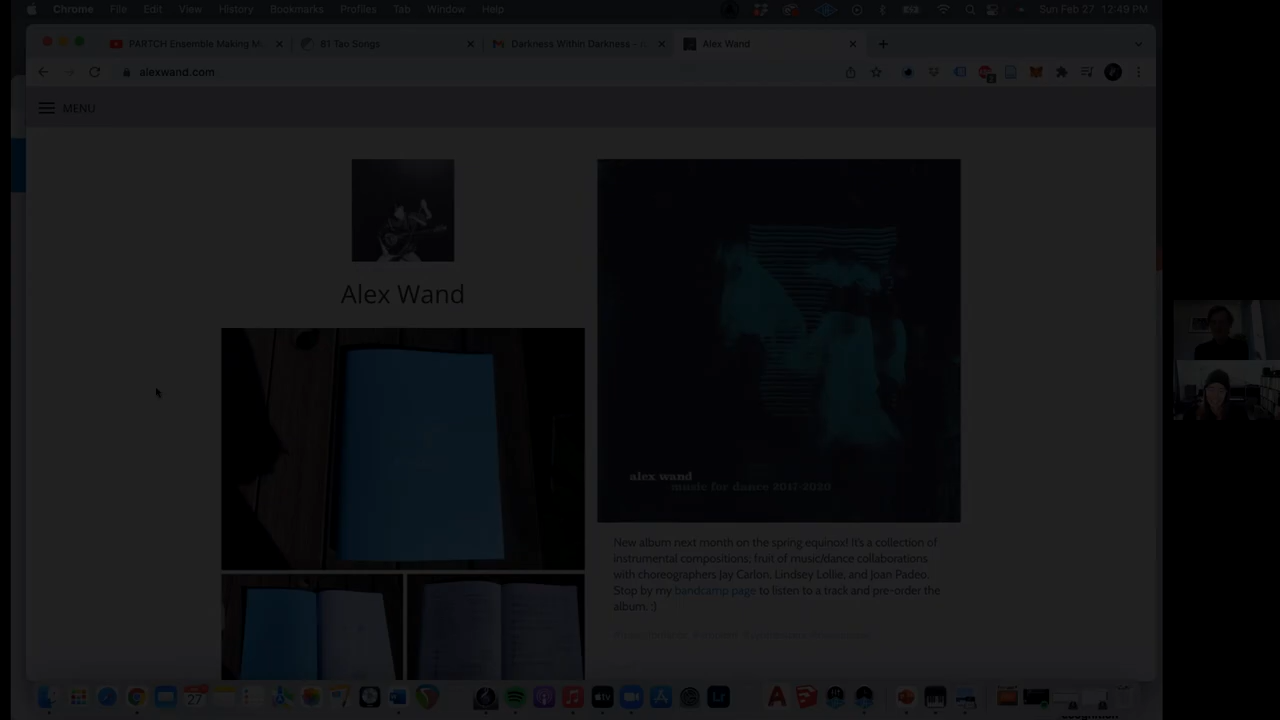 Chrome File Edit View History Bookmarks Profiles Tab Window Help
Sun Feb 27 12:49 PM
PARTCH Ensemble Making M
81 Tao Songs
Darkness Within Darkness – r
Alex Wand
alexwand.com
MENU
Alex Wand
alex wand
music for dance 2017-2020
New album next month on the spring equinox! It's a collection of
instrumental compositions, fruit of music/dance collaborations
with choreographers Jay Carlon, Lindsey Lollie, and Joan Padeo.
Stop by my bandcamp page to listen to a track and pre-order the
album. :)
27
tv
Lr